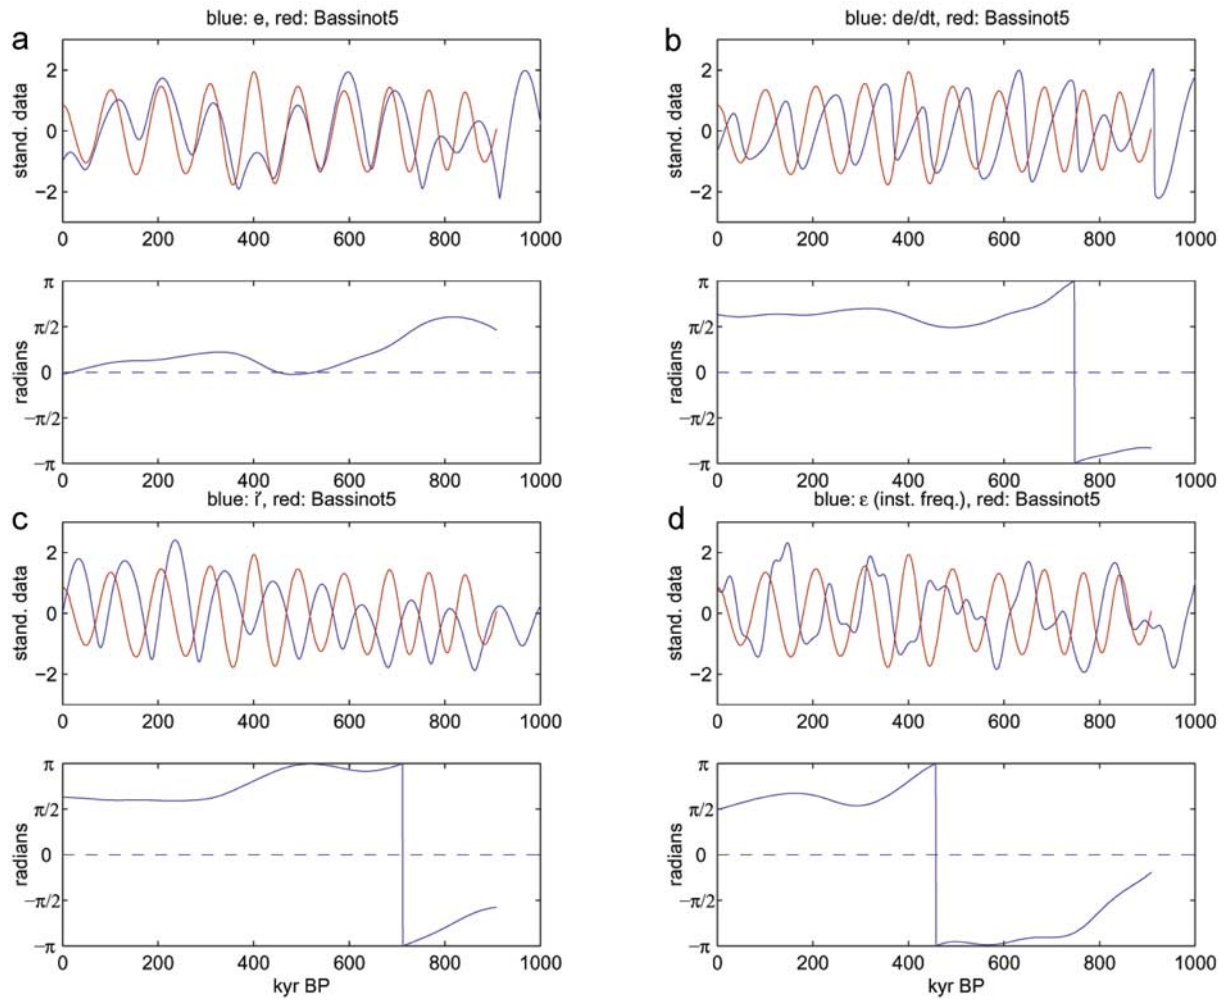 blue: e, red: Bassinot5
a
stand. data
2
0
−2
0 200 400 600 800 1000
π
π/2
0
−π/2
−π
radians
0 200 400 600 800 1000
blue: de/dt, red: Bassinot5
b
stand. data
2
0
−2
0 200 400 600 800 1000
π
π/2
0
−π/2
−π
radians
0 200 400 600 800 1000
blue: i', red: Bassinot5
c
stand. data
2
0
−2
0 200 400 600 800 1000
π
π/2
0
−π/2
−π
radians
0 200 400 600 800 1000
kyr BP
blue: ε (inst. freq.), red: Bassinot5
d
stand. data
2
0
−2
0 200 400 600 800 1000
π
π/2
0
−π/2
−π
radians
0 200 400 600 800 1000
kyr BP